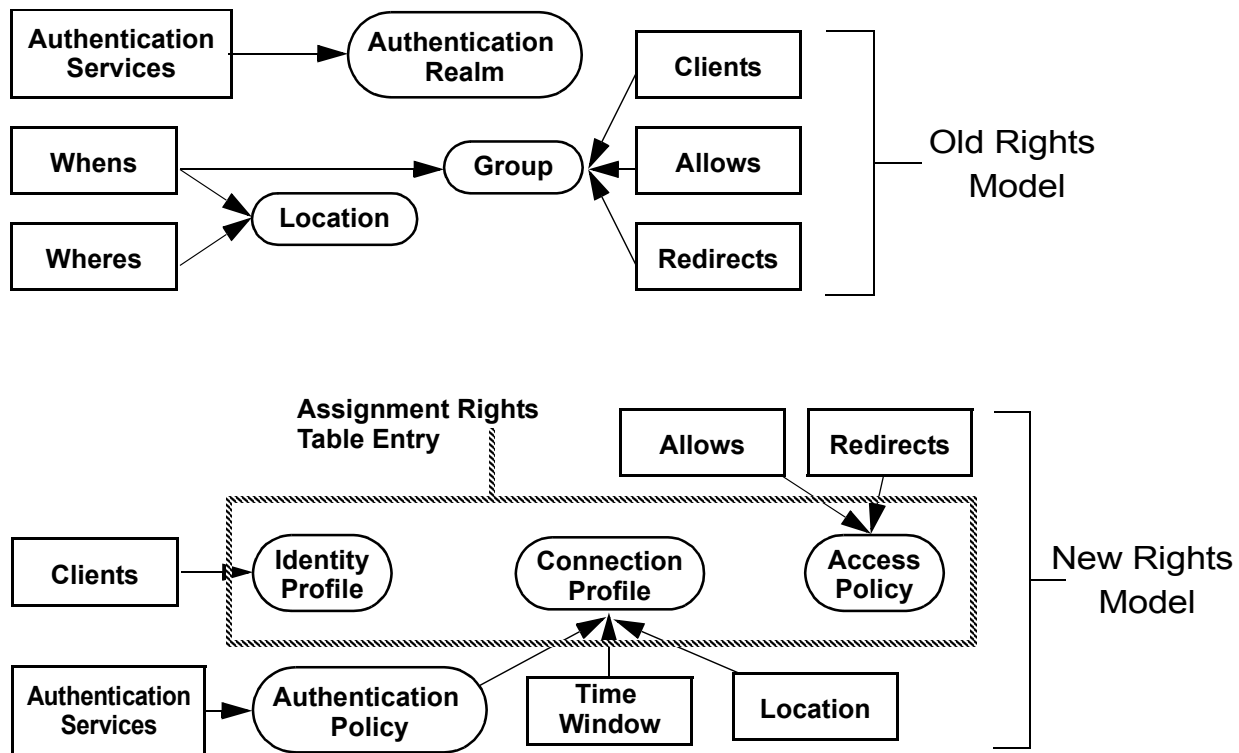 Authentication
Services
Authentication
Realm
Clients
Whens
Group
Allows
Location
Wheres
Redirects
Old Rights
Model
Assignment Rights
Table Entry
Allows
Redirects
Clients
Identity
Profile
Connection
Profile
Access
Policy
New Rights
Model
Authentication
Services
Authentication
Policy
Time
Window
Location